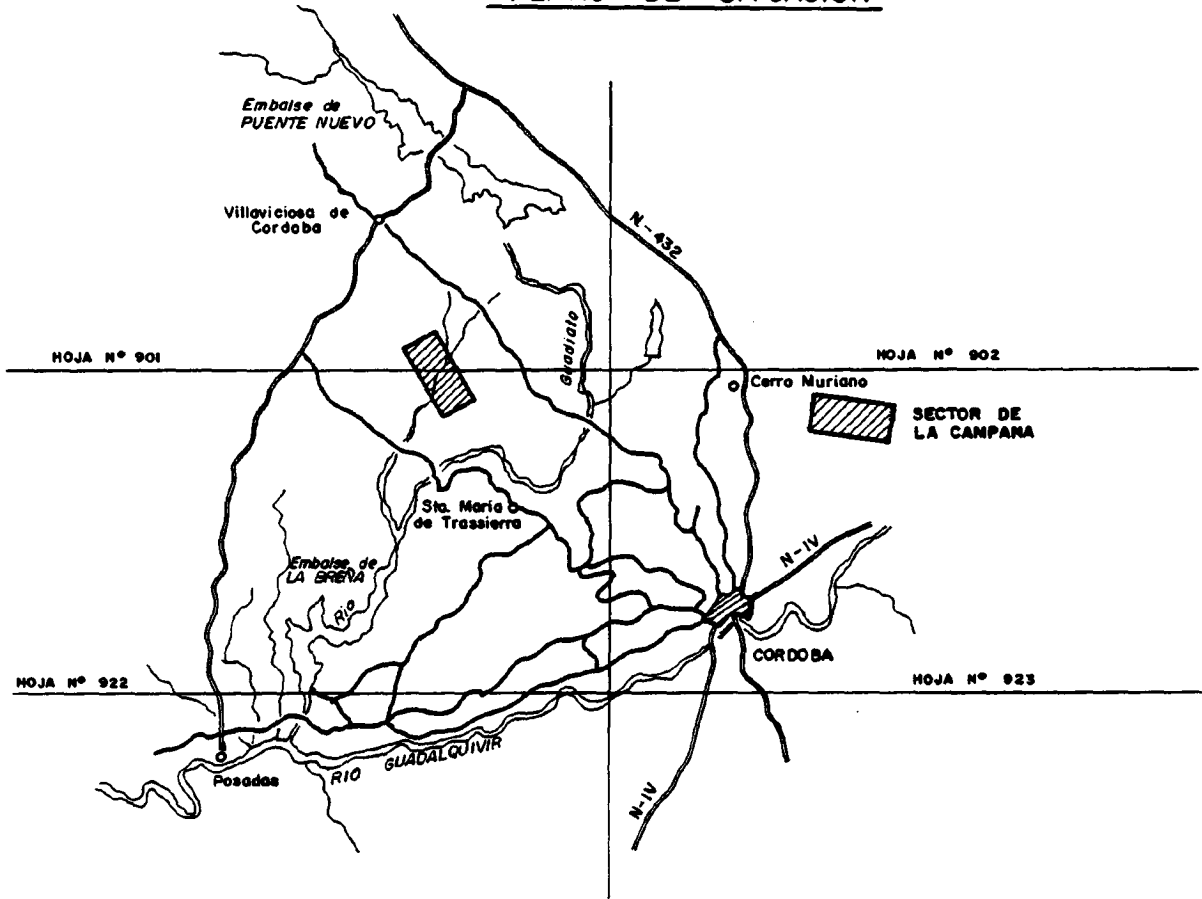 PLANO DE SITUACION
Embalse de
PUENTE NUEVO
Villaviciosa de
Cordoba
N-432
Guadiato
HOJA Nº 901
HOJA Nº 902
Cerro Muriano
SECTOR DE
LA CAMPANA
Sta. Maria
de Trassierra
N-IV
Embalse de
LA BREÑA
Rio
CORDOBA
HOJA Nº 922
HOJA Nº 923
Posadas
RIO GUADALQUIVIR
N-IV